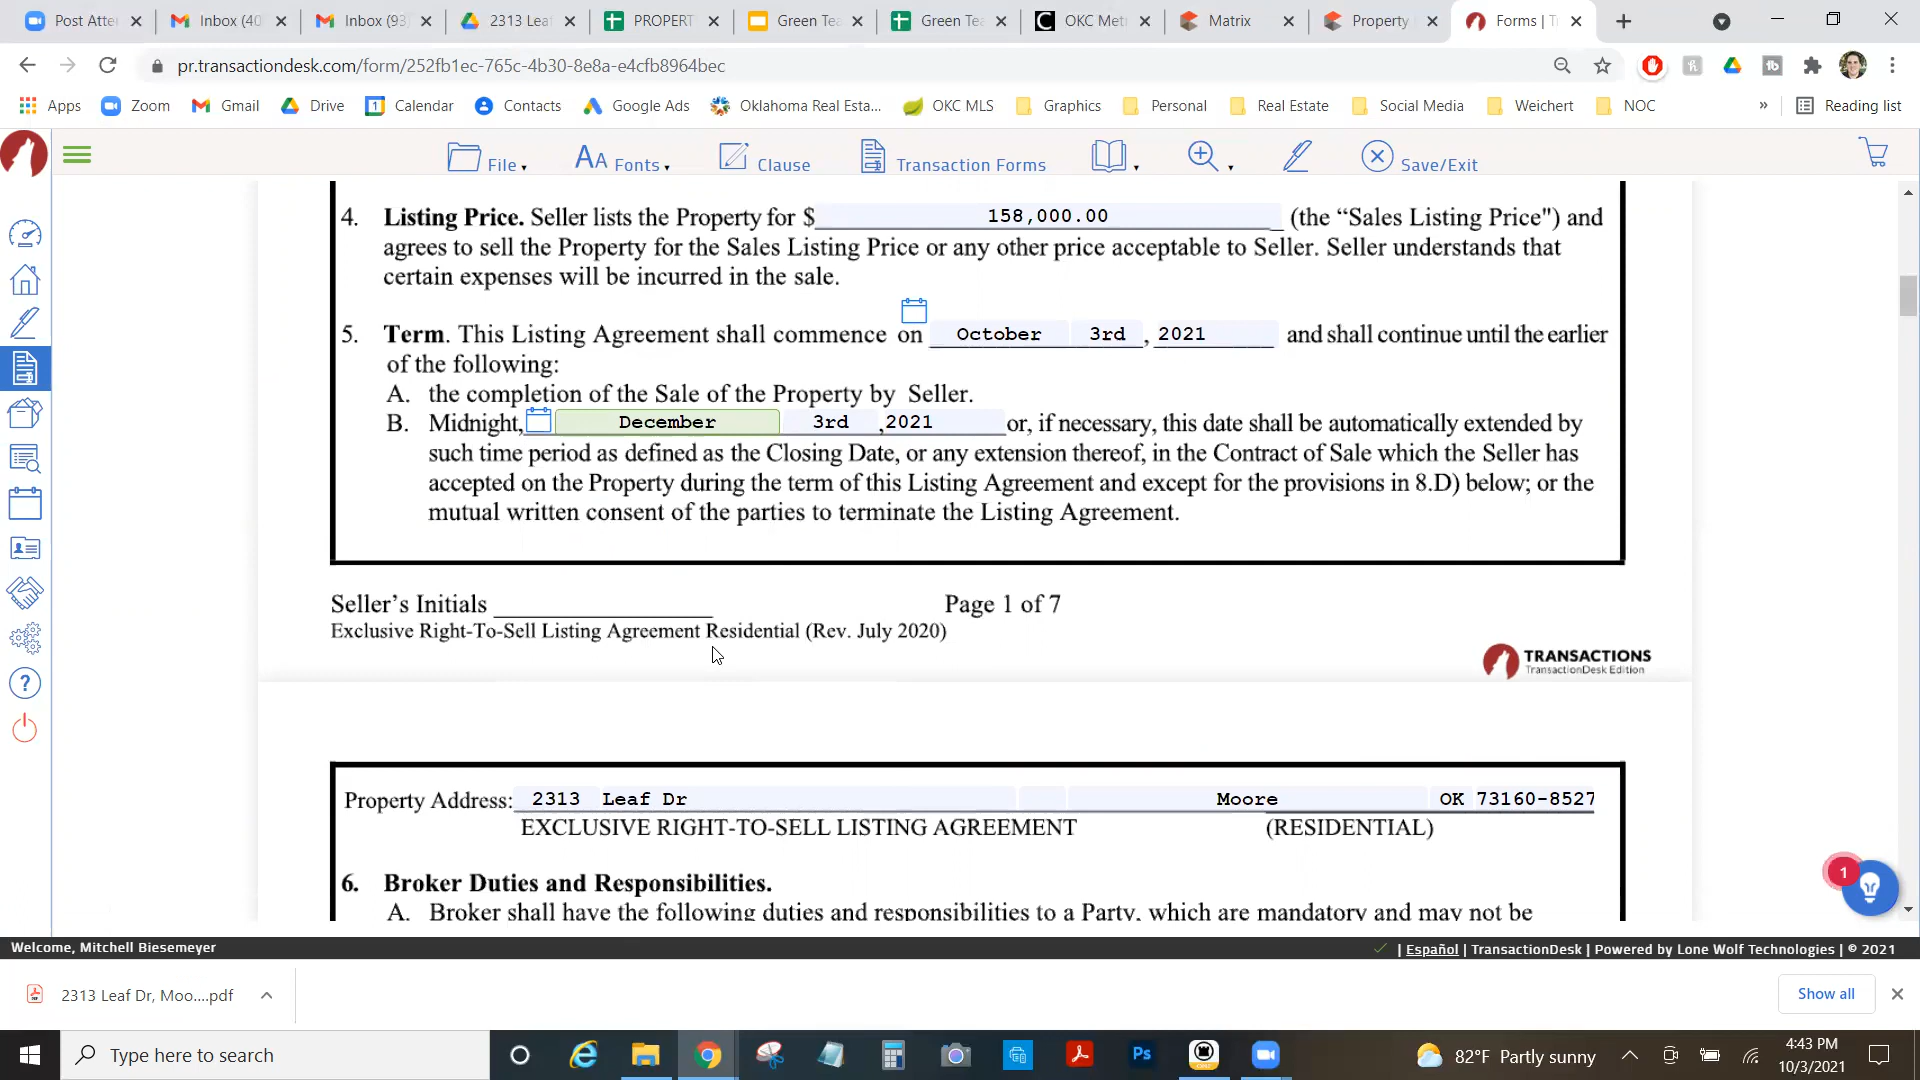 Post Atte
Inbox (40
Inbox (93)
2313 Lea
PROPERT
Green Tea
Green Tea
OKC Met
Matrix
Property
Forms | T
pr.transactiondesk.com/form/252fb1ec-765c-4b30-8e8a-e4cfb8964bec
Apps
Zoom
Gmail
Drive
Calendar
Contacts
Google Ads
Oklahoma Real Esta...
OKC MLS
Graphics
Personal
Real Estate
Social Media
Weichert
NOC
»
Reading list
File
Fonts
Clause
Transaction Forms
Save/Exit
4. Listing Price. Seller lists the Property for $ 158,000.00 (the “Sales Listing Price") and
agrees to sell the Property for the Sales Listing Price or any other price acceptable to Seller. Seller understands that
certain expenses will be incurred in the sale.
5. Term. This Listing Agreement shall commence on October 3rd , 2021 and shall continue until the earlier
of the following:
A. the completion of the Sale of the Property by Seller.
B. Midnight, December 3rd ,2021 or, if necessary, this date shall be automatically extended by
such time period as defined as the Closing Date, or any extension thereof, in the Contract of Sale which the Seller has
accepted on the Property during the term of this Listing Agreement and except for the provisions in 8.D) below; or the
mutual written consent of the parties to terminate the Listing Agreement.
Seller’s Initials Page 1 of 7
Exclusive Right-To-Sell Listing Agreement Residential (Rev. July 2020)
TRANSACTIONS
TransactionDesk Edition
Property Address: 2313 Leaf Dr Moore OK 73160-8527
EXCLUSIVE RIGHT-TO-SELL LISTING AGREEMENT (RESIDENTIAL)
6. Broker Duties and Responsibilities.
A. Broker shall have the following duties and responsibilities to a Party, which are mandatory and may not be
1
Welcome, Mitchell Biesemeyer
| Español | TransactionDesk | Powered by Lone Wolf Technologies | © 2021
2313 Leaf Dr, Moo....pdf
Show all
Type here to search
Ps
82°F Partly sunny
4:43 PM
10/3/2021